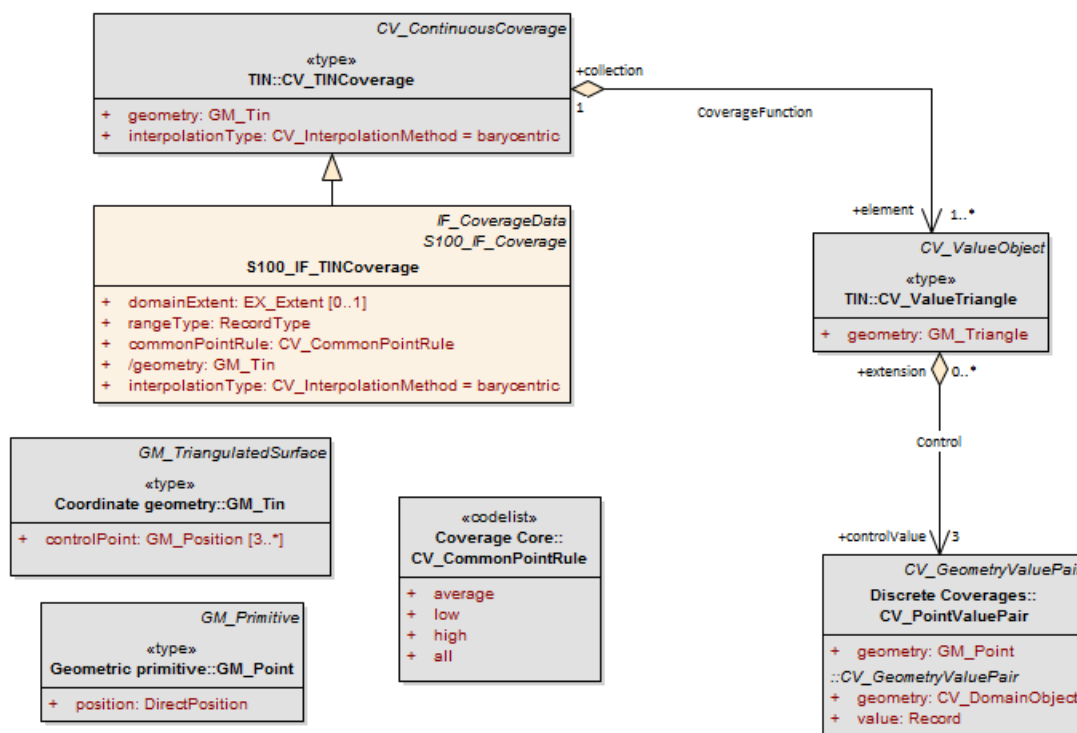 CV_ContinuousCoverage
«type»
TIN::CV_TINCoverage
+ geometry: GM_Tin
+ interpolationType: CV_InterpolationMethod = barycentric
+collection
1
CoverageFunction
IF_CoverageData
S100_IF_Coverage
S100_IF_TINCoverage
+ domainExtent: EX_Extent [0..1]
+ rangeType: RecordType
+ commonPointRule: CV_CommonPointRule
+ /geometry: GM_Tin
+ interpolationType: CV_InterpolationMethod = barycentric
+element
1..*
CV_ValueObject
«type»
TIN::CV_ValueTriangle
+ geometry: GM_Triangle
+extension
0..*
Control
+controlValue
3
GM_TriangulatedSurface
«type»
Coordinate geometry::GM_Tin
+ controlPoint: GM_Position [3..*]
GM_Primitive
«type»
Geometric primitive::GM_Point
+ position: DirectPosition
«codelist»
Coverage Core::
CV_CommonPointRule
+ average
+ low
+ high
+ all
CV_GeometryValuePair
Discrete Coverages::
CV_PointValuePair
+ geometry: GM_Point
::CV_GeometryValuePair
+ geometry: CV_DomainObject
+ value: Record